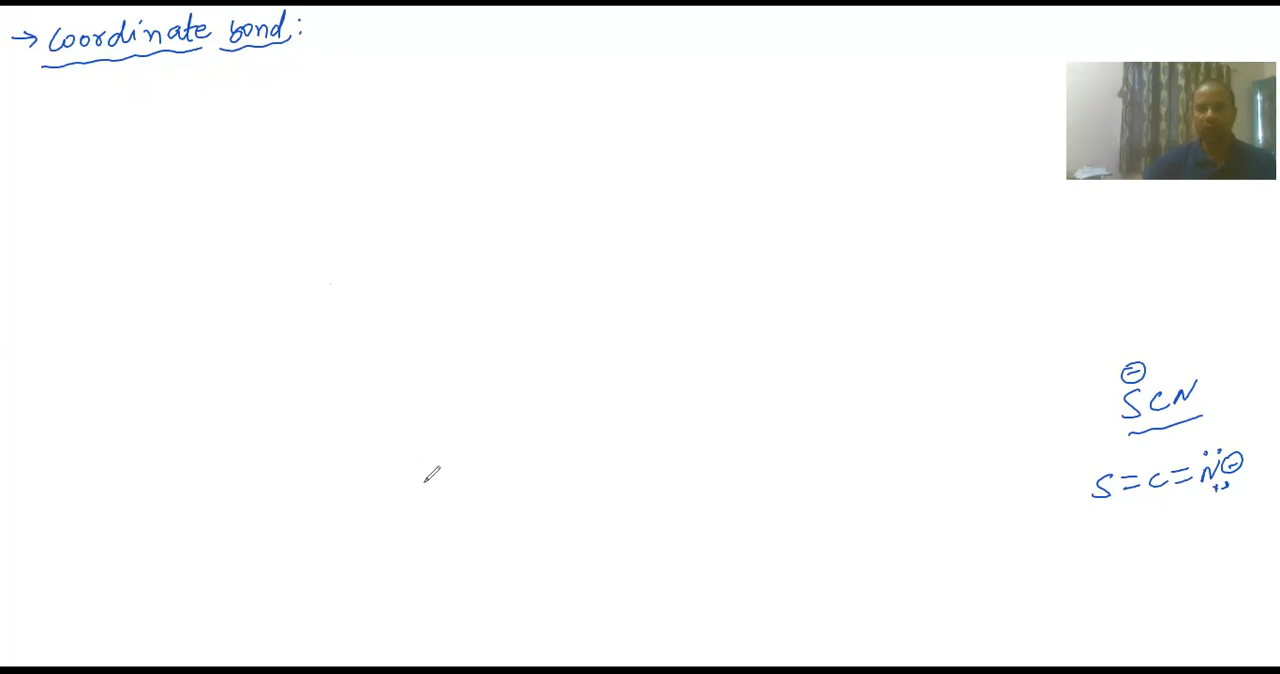 → coordinate bond:
⊖
SCN
S=C=N̈⊖